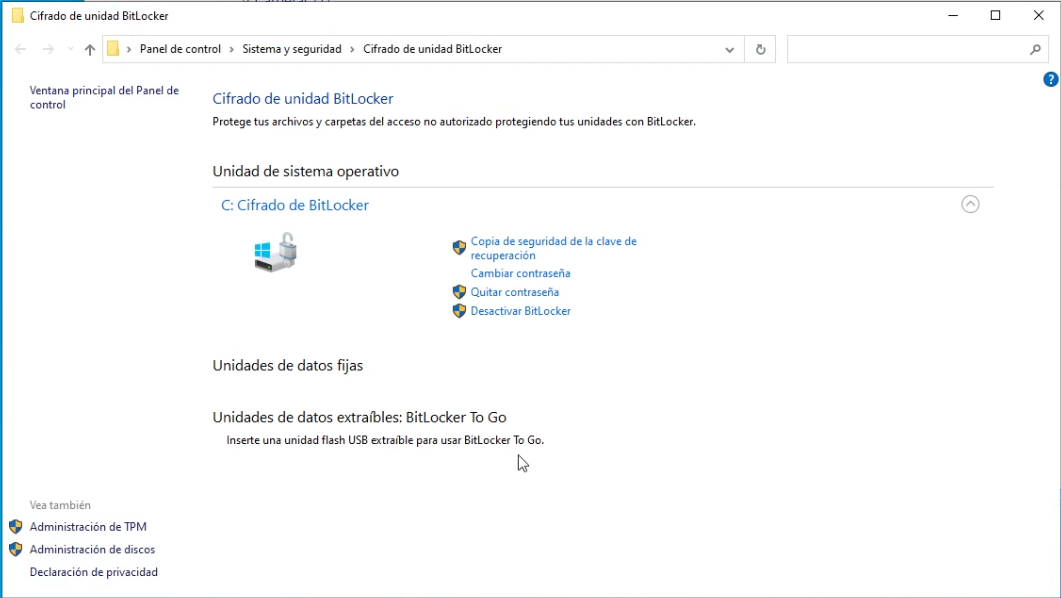 Cifrado de unidad BitLocker
Panel de control › Sistema y seguridad › Cifrado de unidad BitLocker
Ventana principal del Panel de
control
Cifrado de unidad BitLocker
Protege tus archivos y carpetas del acceso no autorizado protegiendo tus unidades con BitLocker.
Unidad de sistema operativo
C: Cifrado de BitLocker
Copia de seguridad de la clave de
recuperación
Cambiar contraseña
Quitar contraseña
Desactivar BitLocker
Unidades de datos fijas
Unidades de datos extraíbles: BitLocker To Go
Inserte una unidad flash USB extraíble para usar BitLocker To Go.
Vea también
Administración de TPM
Administración de discos
Declaración de privacidad